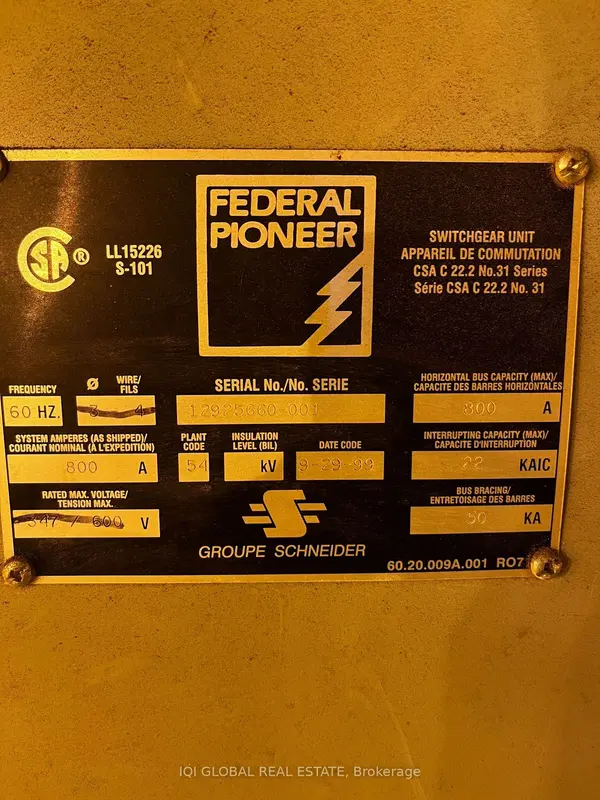 FEDERAL
PIONEER
CSA ®
LL15226
S-101
SWITCHGEAR UNIT
APPAREIL DE COMMUTATION
CSA C 22.2 No.31 Series
Série CSA C 22.2 No. 31
FREQUENCY
60 HZ.
Ø WIRE/
FILS
3 4
SERIAL No./No. SERIE
12925660-001
HORIZONTAL BUS CAPACITY (MAX)/
CAPACITE DES BARRES HORIZONTALES
800 A
SYSTEM AMPERES (AS SHIPPED)/
COURANT NOMINAL (À L'EXPEDITION)
800 A
PLANT
CODE
54
INSULATION
LEVEL (BIL)
kV
DATE CODE
9-29-99
INTERRUPTING CAPACITY (MAX)/
CAPACITE D'INTERRUPTION
22 KAIC
RATED MAX. VOLTAGE/
TENSION MAX.
347 / 600 V
GROUPE SCHNEIDER
BUS BRACING/
ENTRETOISAGE DES BARRES
50 KA
60.20.009A.001 RO7
IQI GLOBAL REAL ESTATE, Brokerage